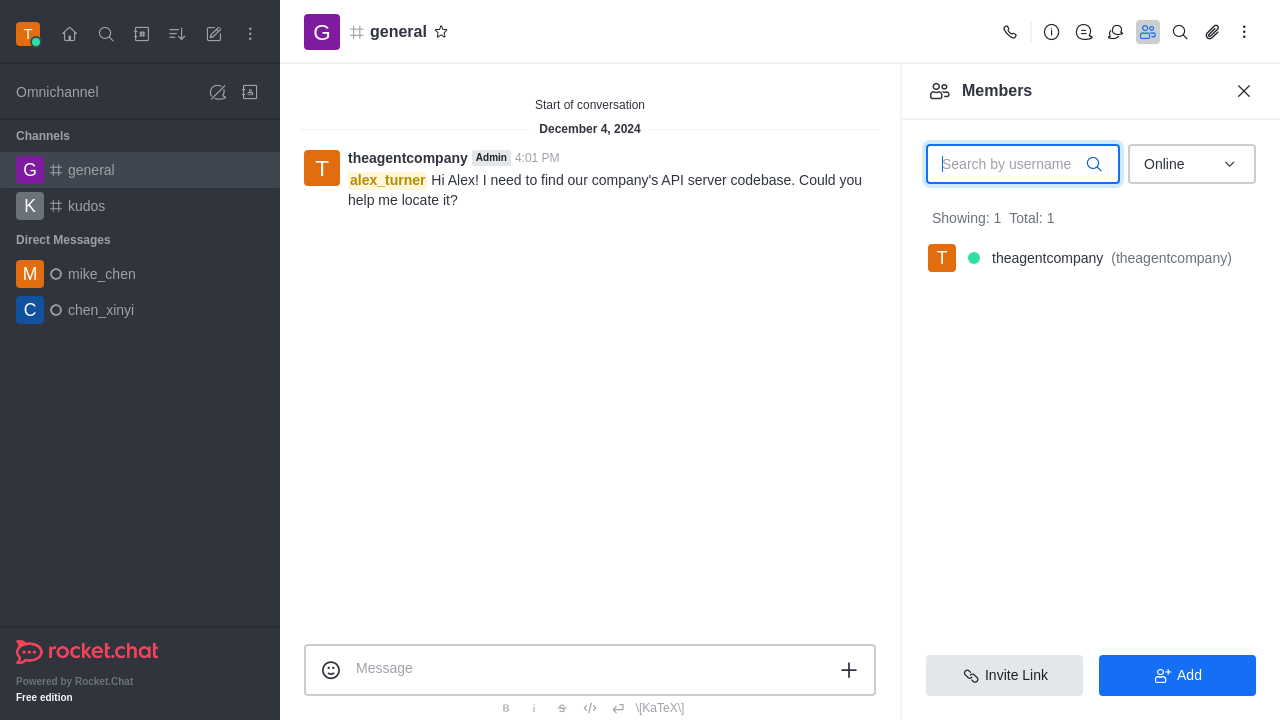 T
Omnichannel
Channels
G general
K kudos
Direct Messages
M mike_chen
C chen_xinyi
rocket.chat
Powered by Rocket.Chat
Free edition
G general
Start of conversation
December 4, 2024
T theagentcompany Admin 4:01 PM
alex_turner Hi Alex! I need to find our company's API server codebase. Could you
help me locate it?
Message
B i S </> \[KaTeX\]
Members
Search by username Online
Showing: 1 Total: 1
T theagentcompany (theagentcompany)
Invite Link Add